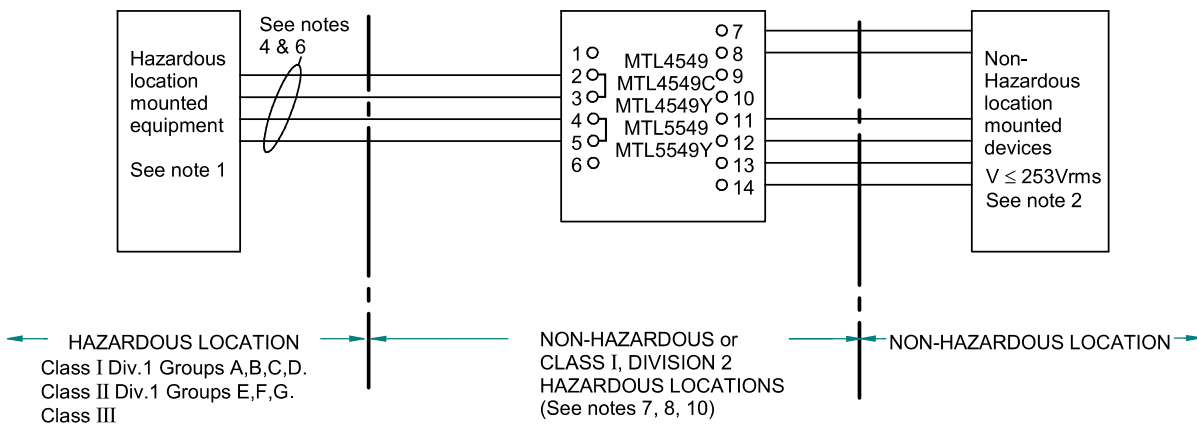 Hazardous
location
mounted
equipment
See note 1
See notes
4 & 6
1
2
3
4
5
6
MTL4549
MTL4549C
MTL4549Y
MTL5549
MTL5549Y
7
8
9
10
11
12
13
14
Non-
Hazardous
location
mounted
devices
V ≤ 253Vrms
See note 2
HAZARDOUS LOCATION
Class I Div.1 Groups A,B,C,D.
Class II Div.1 Groups E,F,G.
Class III
NON-HAZARDOUS or
CLASS I, DIVISION 2
HAZARDOUS LOCATIONS
(See notes 7, 8, 10)
NON-HAZARDOUS LOCATION